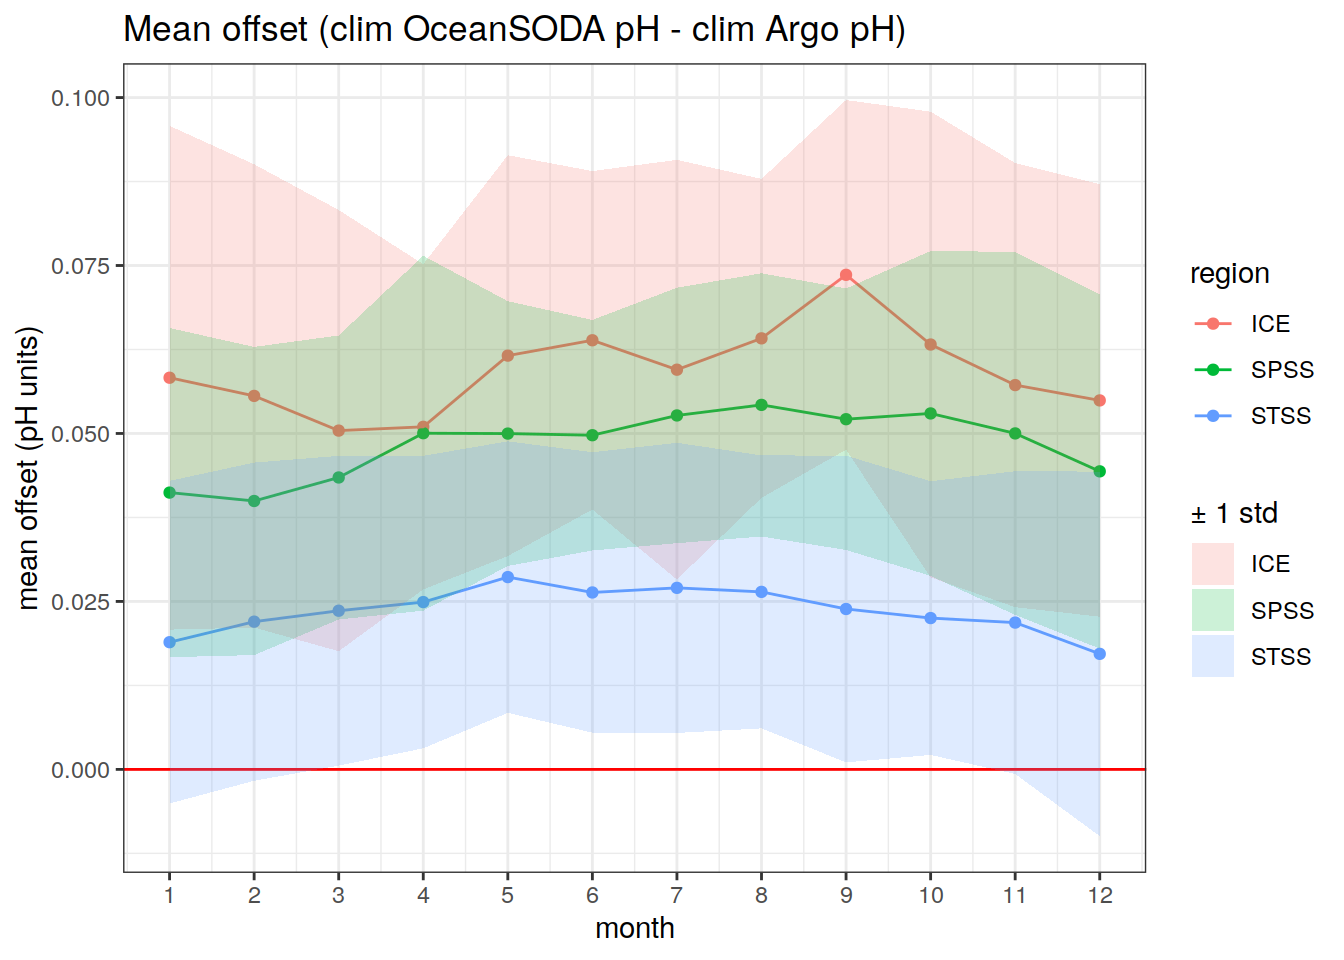 Mean offset (clim OceanSODA pH - clim Argo pH)
mean offset (pH units)
0.100
0.075
0.050
0.025
0.000
1 2 3 4 5 6 7 8 9 10 11 12
month
region
ICE
SPSS
STSS
± 1 std
ICE
SPSS
STSS